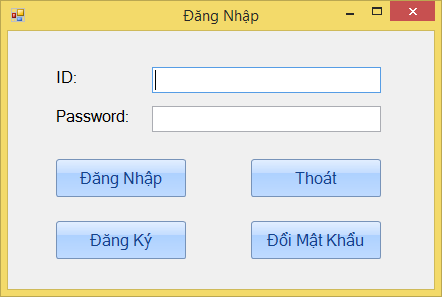 Đăng Nhập
ID:
Password:
Đăng Nhập Thoát
Đăng Ký Đổi Mật Khẩu